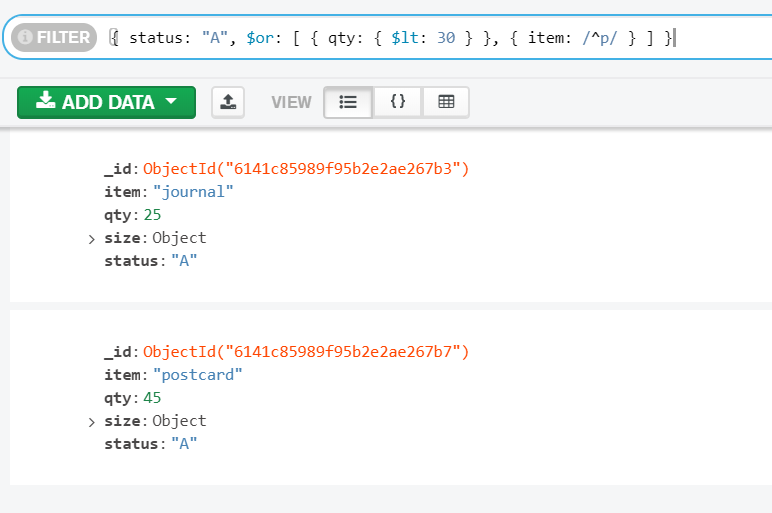 FILTER { status: "A", $or: [ { qty: { $lt: 30 } }, { item: /^p/ } ] }
ADD DATA VIEW {}
_id: ObjectId("6141c85989f95b2e2ae267b3")
item: "journal"
qty: 25
size: Object
status: "A"
_id: ObjectId("6141c85989f95b2e2ae267b7")
item: "postcard"
qty: 45
size: Object
status: "A"